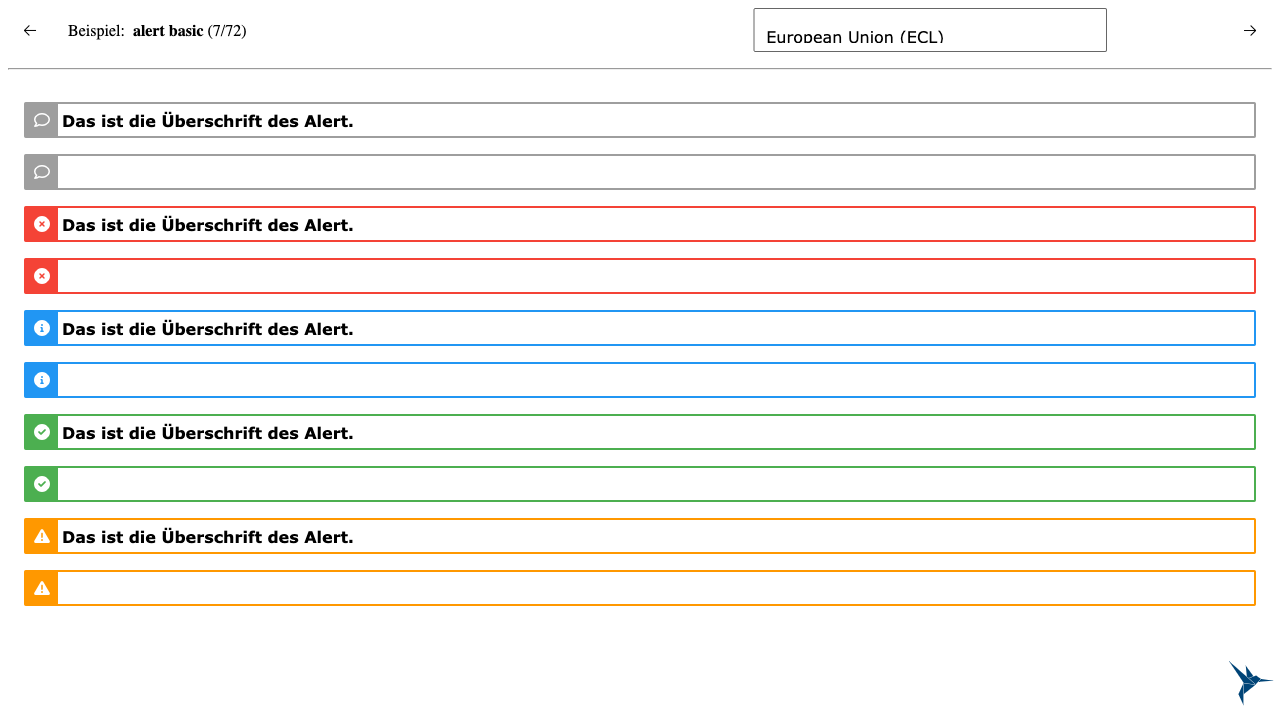 Beispiel: alert basic (7/72)
European Union (ECL)
Das ist die Überschrift des Alert.
Das ist die Überschrift des Alert.
Das ist die Überschrift des Alert.
Das ist die Überschrift des Alert.
Das ist die Überschrift des Alert.